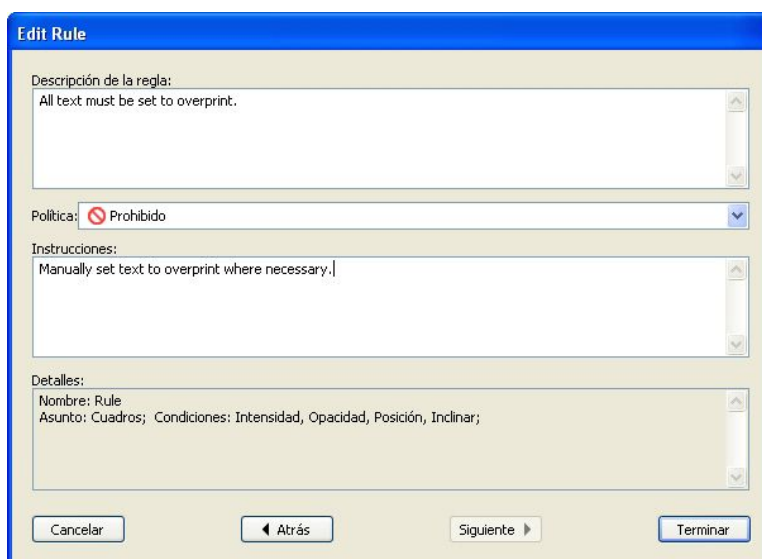 Edit Rule
Descripción de la regla:
All text must be set to overprint.
Política: Prohibido
Instrucciones:
Manually set text to overprint where necessary.
Detalles:
Nombre: Rule
Asunto: Cuadros; Condiciones: Intensidad, Opacidad, Posición, Inclinar;
Cancelar Atrás Siguiente Terminar